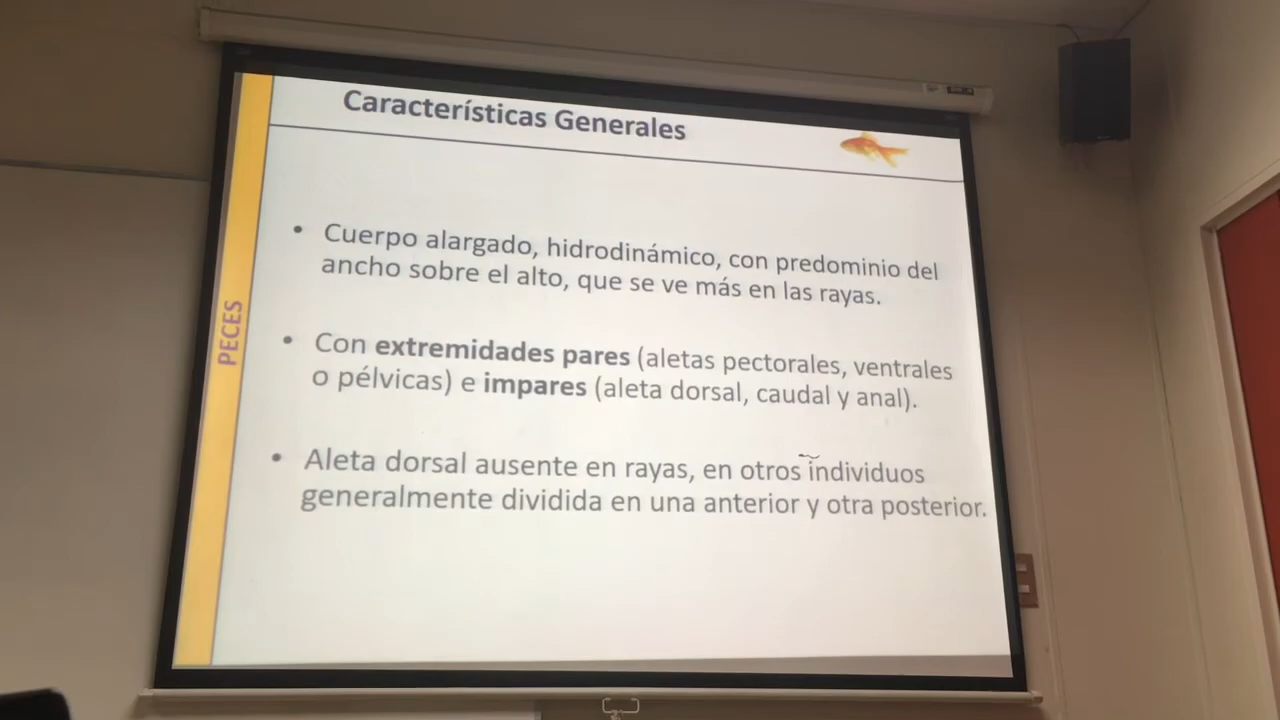 Características Generales
PECES
• Cuerpo alargado, hidrodinámico, con predominio del
ancho sobre el alto, que se ve más en las rayas.
• Con extremidades pares (aletas pectorales, ventrales
o pélvicas) e impares (aleta dorsal, caudal y anal).
• Aleta dorsal ausente en rayas, en otros individuos
generalmente dividida en una anterior y otra posterior.